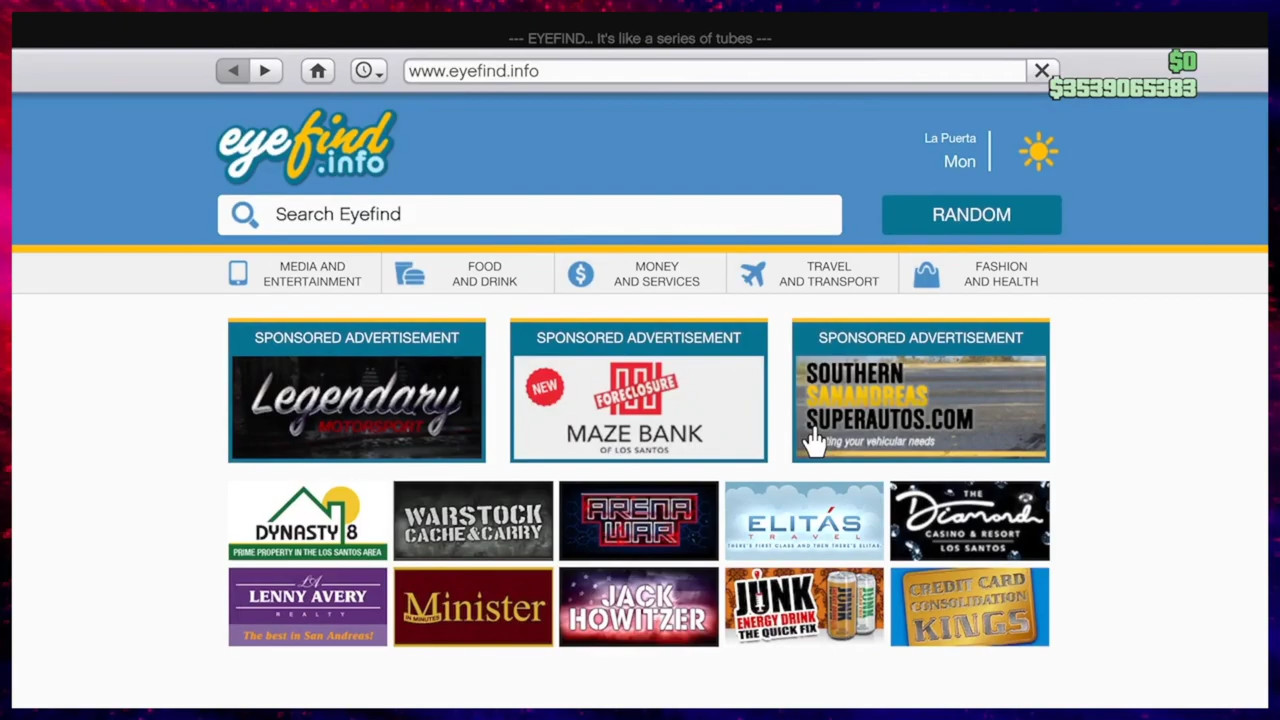 --- EYEFIND... It's like a series of tubes ---
www.eyefind.info
$0
$3539065383
eyefind
.info
La Puerta
Mon
Search Eyefind
RANDOM
MEDIA AND
ENTERTAINMENT
FOOD
AND DRINK
MONEY
AND SERVICES
TRAVEL
AND TRANSPORT
FASHION
AND HEALTH
SPONSORED ADVERTISEMENT
Legendary
MOTORSPORT
SPONSORED ADVERTISEMENT
NEW
FORECLOSURE
MAZE BANK
OF LOS SANTOS
SPONSORED ADVERTISEMENT
SOUTHERN
SANANDREAS
SUPERAUTOS.COM
your vehicular needs
DYNASTY 8
PRIME PROPERTY IN THE LOS SANTOS AREA
WARSTOCK
CACHE & CARRY
ARENA
WAR
ELITÁS
TRAVEL
THERE'S FIRST CLASS AND THEN THERE'S ELITAS
THE
Diamond
CASINO & RESORT
LOS SANTOS
LA
LENNY AVERY
REALTY
The best in San Andreas!
Minister
IN MINUTES
JACK
HOWITZER
JUNK
ENERGY DRINK
THE QUICK FIX
CREDIT CARD
CONSOLIDATION
KINGS